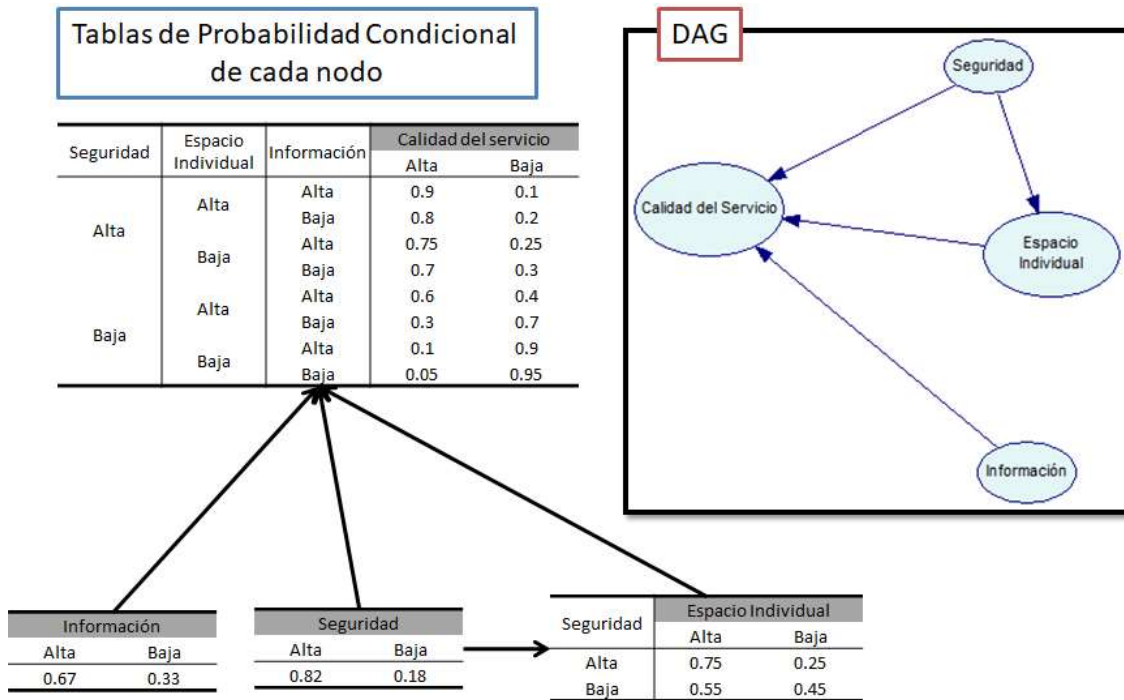 Tablas de Probabilidad Condicional
de cada nodo
Seguridad Espacio Individual Información Calidad del servicio
Alta Baja
Alta Alta Alta 0.9 0.1
Baja 0.8 0.2
Baja Alta 0.75 0.25
Baja 0.7 0.3
Baja Alta Alta 0.6 0.4
Baja 0.3 0.7
Baja Alta 0.1 0.9
Baja 0.05 0.95
Información
Alta Baja
0.67 0.33
Seguridad
Alta Baja
0.82 0.18
Seguridad Espacio Individual
Alta Baja
Alta 0.75 0.25
Baja 0.55 0.45
DAG
Seguridad
Calidad del Servicio
Espacio
Individual
Información